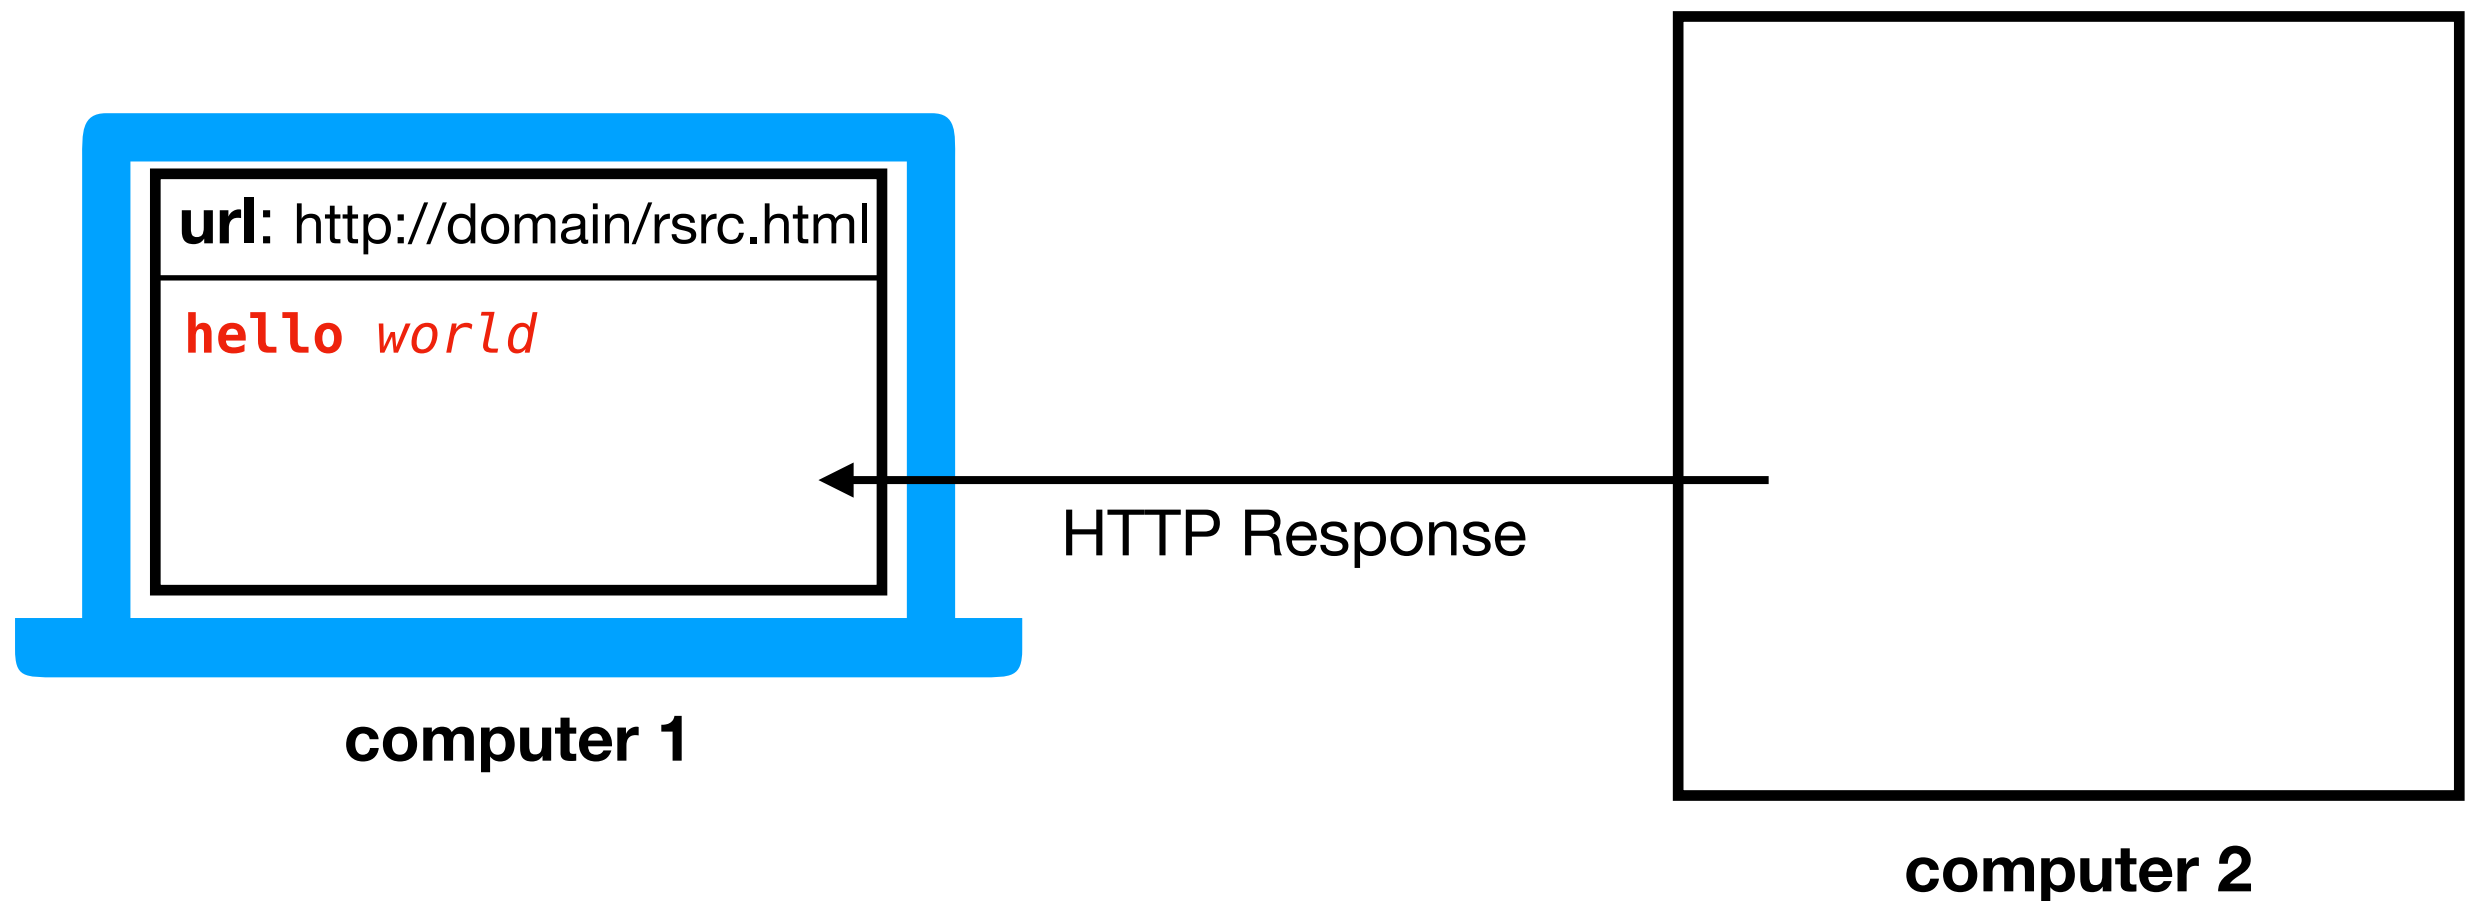 url: http://domain/rsrc.html
hello world
HTTP Response
computer 1
computer 2